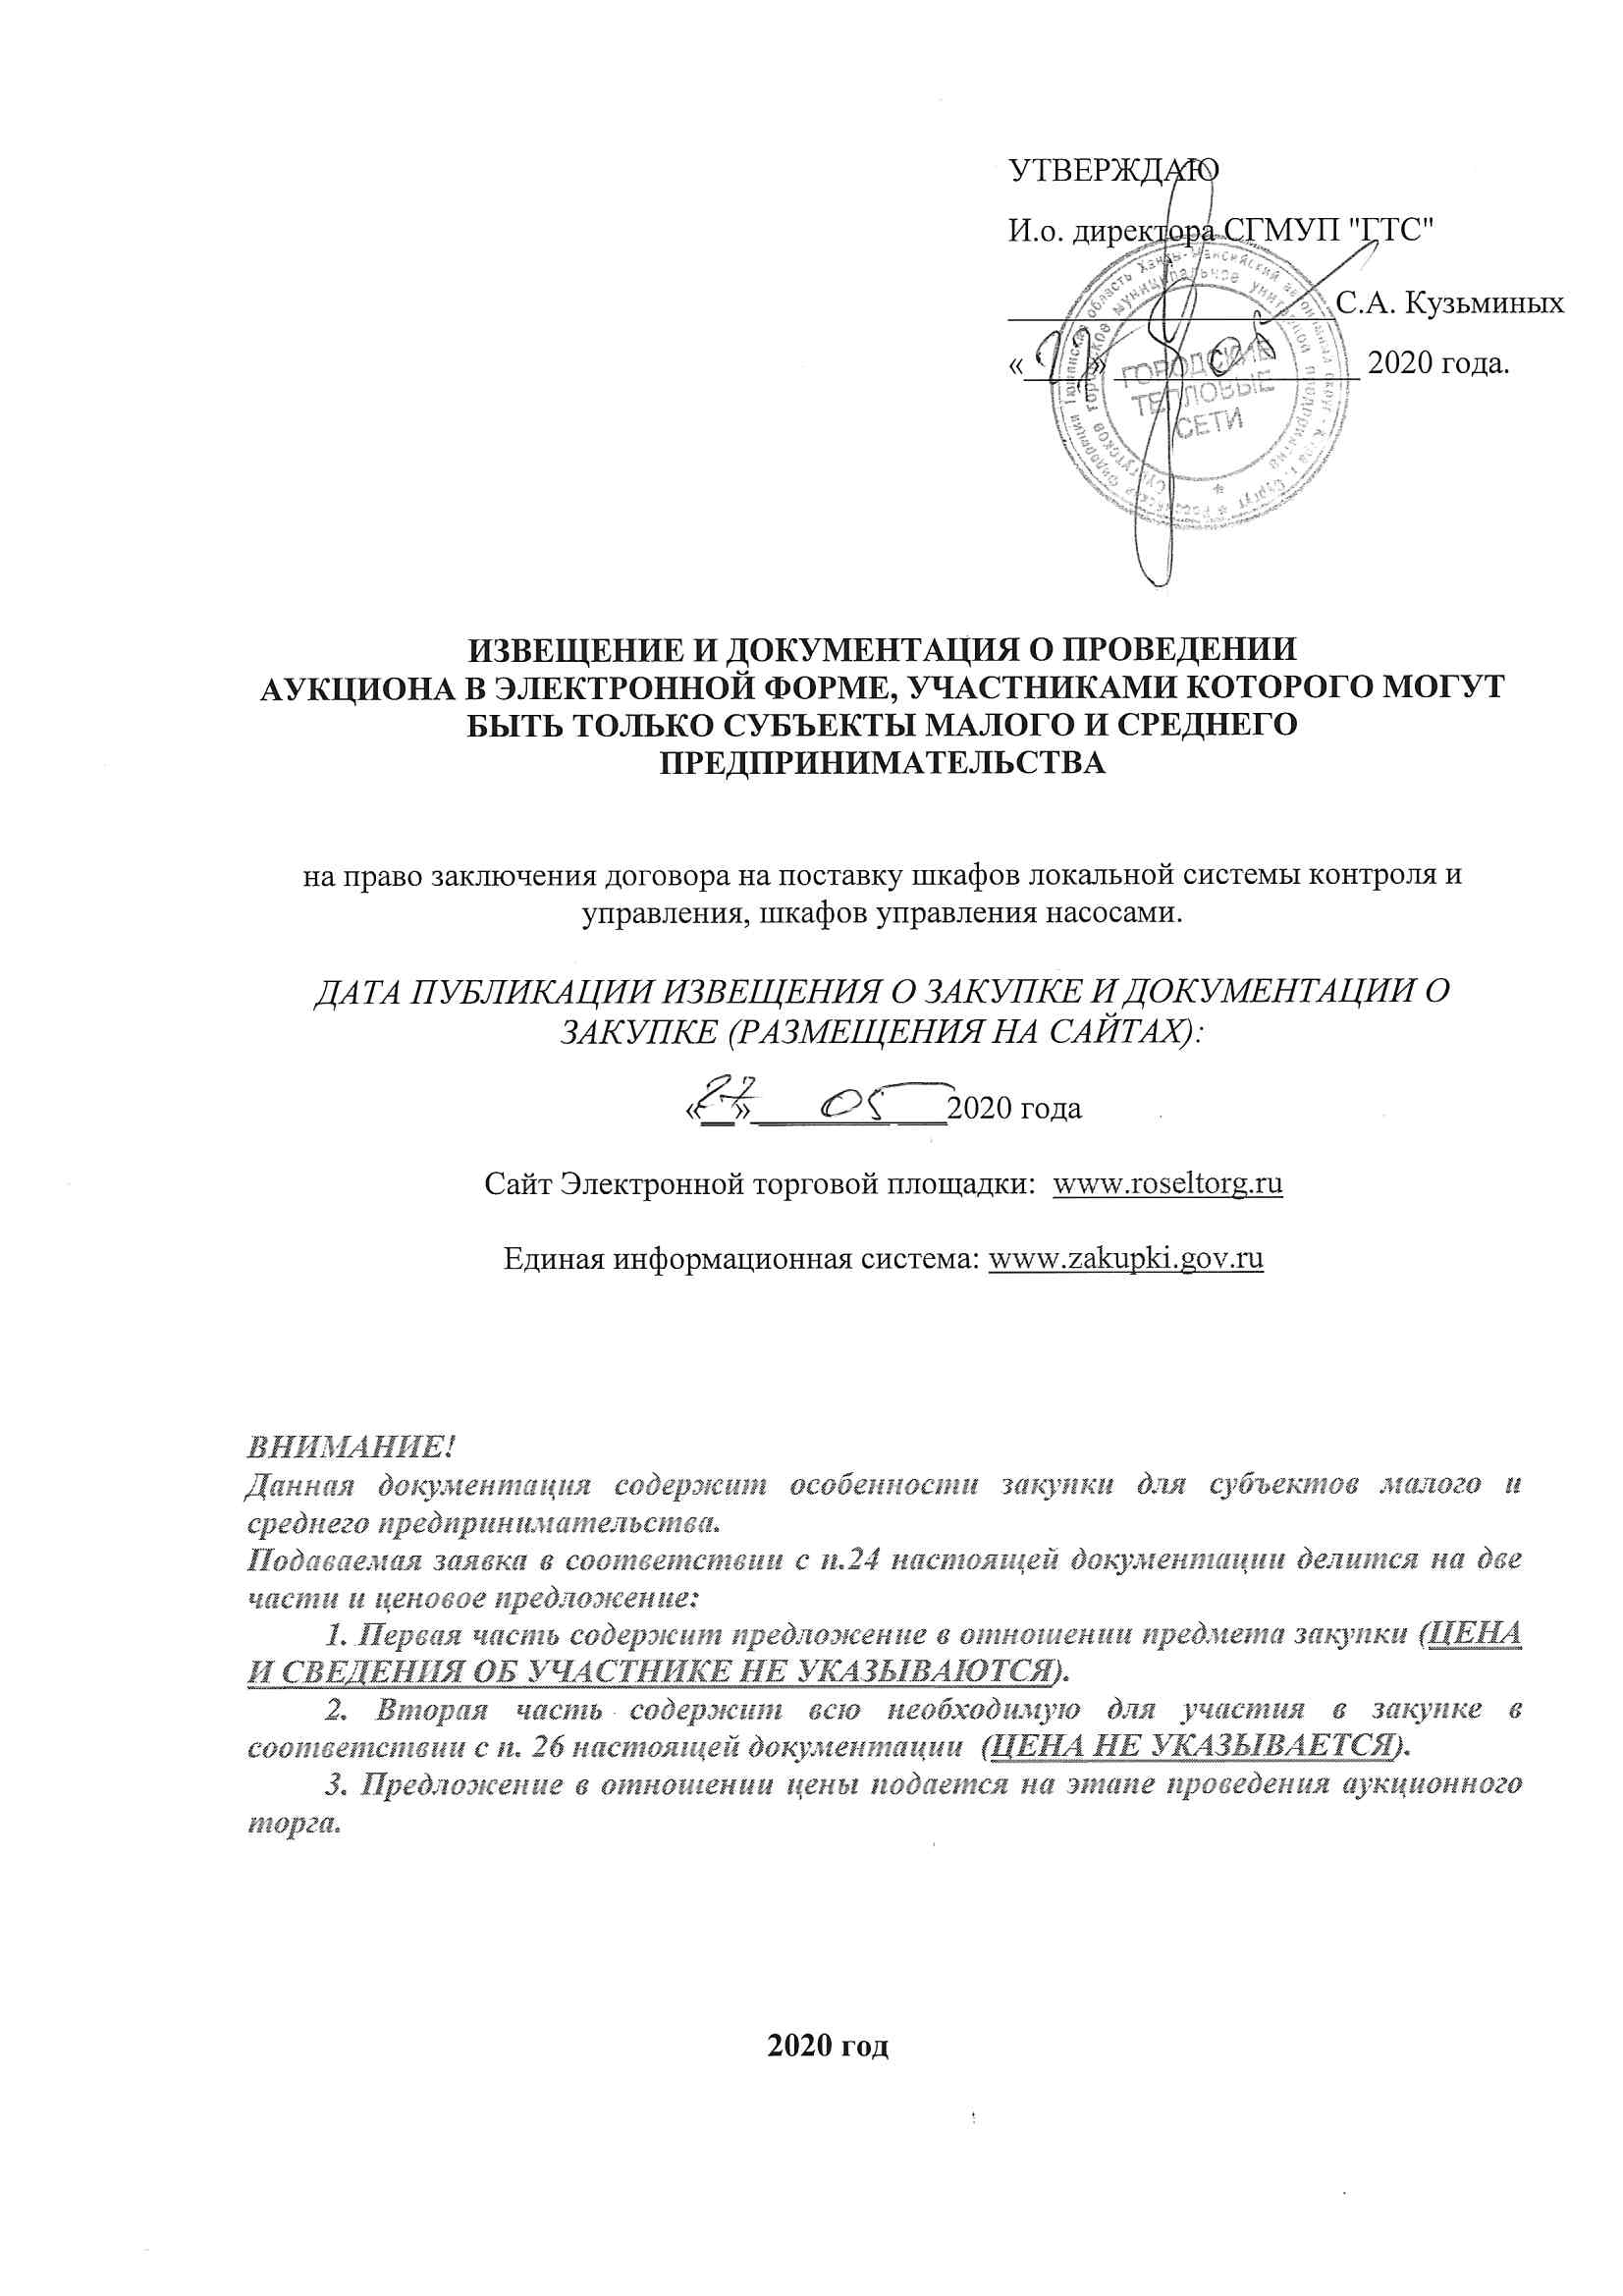 УТВЕРЖДАЮ
И.о. директора СГМУП "ГТС"
С.А. Кузьминых
«27» 05 2020 года.
ГОРОДСКИЕ
ТЕПЛОВЫЕ
СЕТИ
ИЗВЕЩЕНИЕ И ДОКУМЕНТАЦИЯ О ПРОВЕДЕНИИ
АУКЦИОНА В ЭЛЕКТРОННОЙ ФОРМЕ, УЧАСТНИКАМИ КОТОРОГО МОГУТ
БЫТЬ ТОЛЬКО СУБЪЕКТЫ МАЛОГО И СРЕДНЕГО
ПРЕДПРИНИМАТЕЛЬСТВА
на право заключения договора на поставку шкафов локальной системы контроля и
управления, шкафов управления насосами.
ДАТА ПУБЛИКАЦИИ ИЗВЕЩЕНИЯ О ЗАКУПКЕ И ДОКУМЕНТАЦИИ О
ЗАКУПКЕ (РАЗМЕЩЕНИЯ НА САЙТАХ):
«27» 05 2020 года
Сайт Электронной торговой площадки: www.roseltorg.ru
Единая информационная система: www.zakupki.gov.ru
ВНИМАНИЕ!
Данная документация содержит особенности закупки для субъектов малого и
среднего предпринимательства.
Подаваемая заявка в соответствии с п.24 настоящей документации делится на две
части и ценовое предложение:
1. Первая часть содержит предложение в отношении предмета закупки (ЦЕНА
И СВЕДЕНИЯ ОБ УЧАСТНИКЕ НЕ УКАЗЫВАЮТСЯ).
2. Вторая часть содержит всю необходимую для участия в закупке в
соответствии с п. 26 настоящей документации (ЦЕНА НЕ УКАЗЫВАЕТСЯ).
3. Предложение в отношении цены подается на этапе проведения аукционного
торга.
2020 год